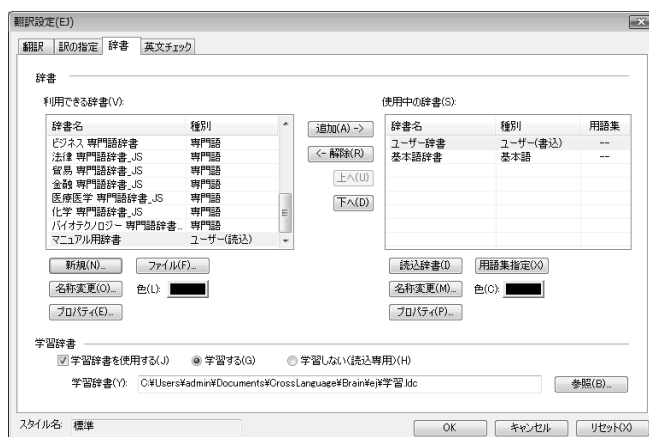 翻訳設定(EJ)
翻訳 訳の指定 辞書 英文チェック
辞書
利用できる辞書(V): 使用中の辞書(S):
辞書名 種別 辞書名 種別 用語集
ビジネス 専門語辞書 専門語
法律 専門語辞書_JS 専門語
貿易 専門語辞書_JS 専門語
金融 専門語辞書_JS 専門語
医療医学 専門語辞書_JS 専門語
化学 専門語辞書_JS 専門語
バイオテクノロジー 専門語辞書... 専門語
マニュアル用辞書 ユーザー(読込)
追加(A) ->
<- 解除(R)
上へ(U)
下へ(D)
ユーザー辞書 ユーザー(書込) --
基本語辞書 基本語 --
新規(N)... ファイル(F)... 読込辞書(I) 用語集指定(X)
名称変更(O)... 色(L): 名称変更(M)... 色(C):
プロパティ(E)... プロパティ(P)...
学習辞書
学習辞書を使用する(J) 学習する(G) 学習しない(読込専用)(H)
学習辞書(Y): C:¥Users¥admin¥Documents¥CrossLanguage¥Brain¥ej¥学習.ldc 参照(B)...
スタイル名: 標準 OK キャンセル リセット(X)